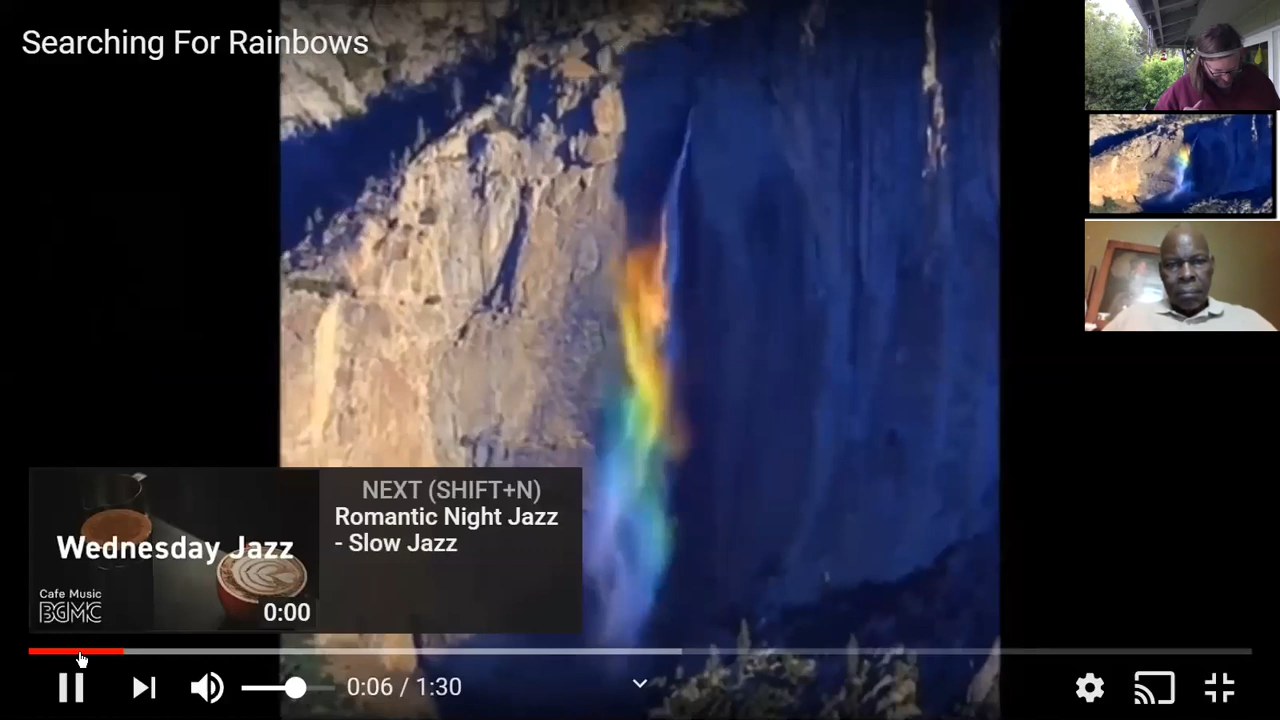 Searching For Rainbows
NEXT (SHIFT+N)
Romantic Night Jazz
- Slow Jazz
Wednesday Jazz
Cafe Music
BGMC
0:00
0:06 / 1:30